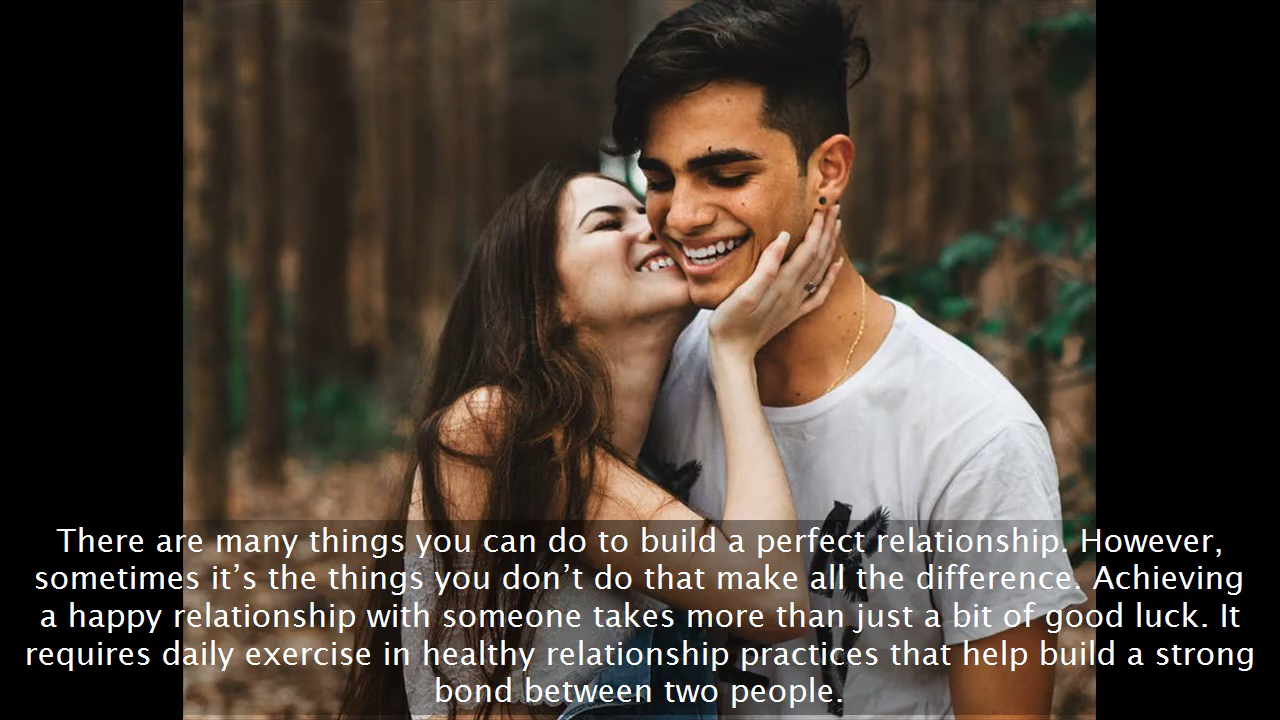 There are many things you can do to build a perfect relationship. However,
sometimes it’s the things you don’t do that make all the difference. Achieving
a happy relationship with someone takes more than just a bit of good luck. It
requires daily exercise in healthy relationship practices that help build a strong
bond between two people.